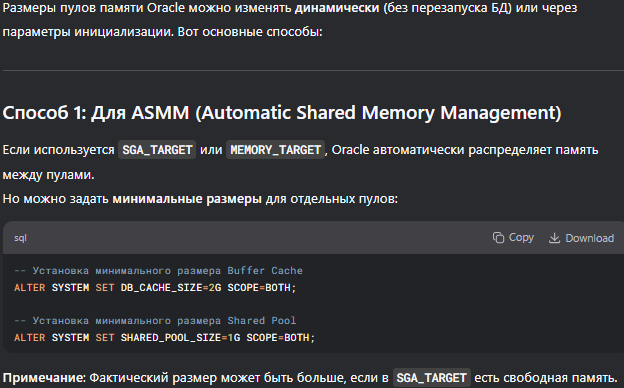 Размеры пулов памяти Oracle можно изменять динамически (без перезапуска БД) или через
параметры инициализации. Вот основные способы:
Способ 1: Для ASMM (Automatic Shared Memory Management)
Если используется SGA_TARGET или MEMORY_TARGET, Oracle автоматически распределяет память
между пулами.
Но можно задать минимальные размеры для отдельных пулов:
sql Copy Download
-- Установка минимального размера Buffer Cache
ALTER SYSTEM SET DB_CACHE_SIZE=2G SCOPE=BOTH;
-- Установка минимального размера Shared Pool
ALTER SYSTEM SET SHARED_POOL_SIZE=1G SCOPE=BOTH;
Примечание: Фактический размер может быть больше, если в SGA_TARGET есть свободная память.